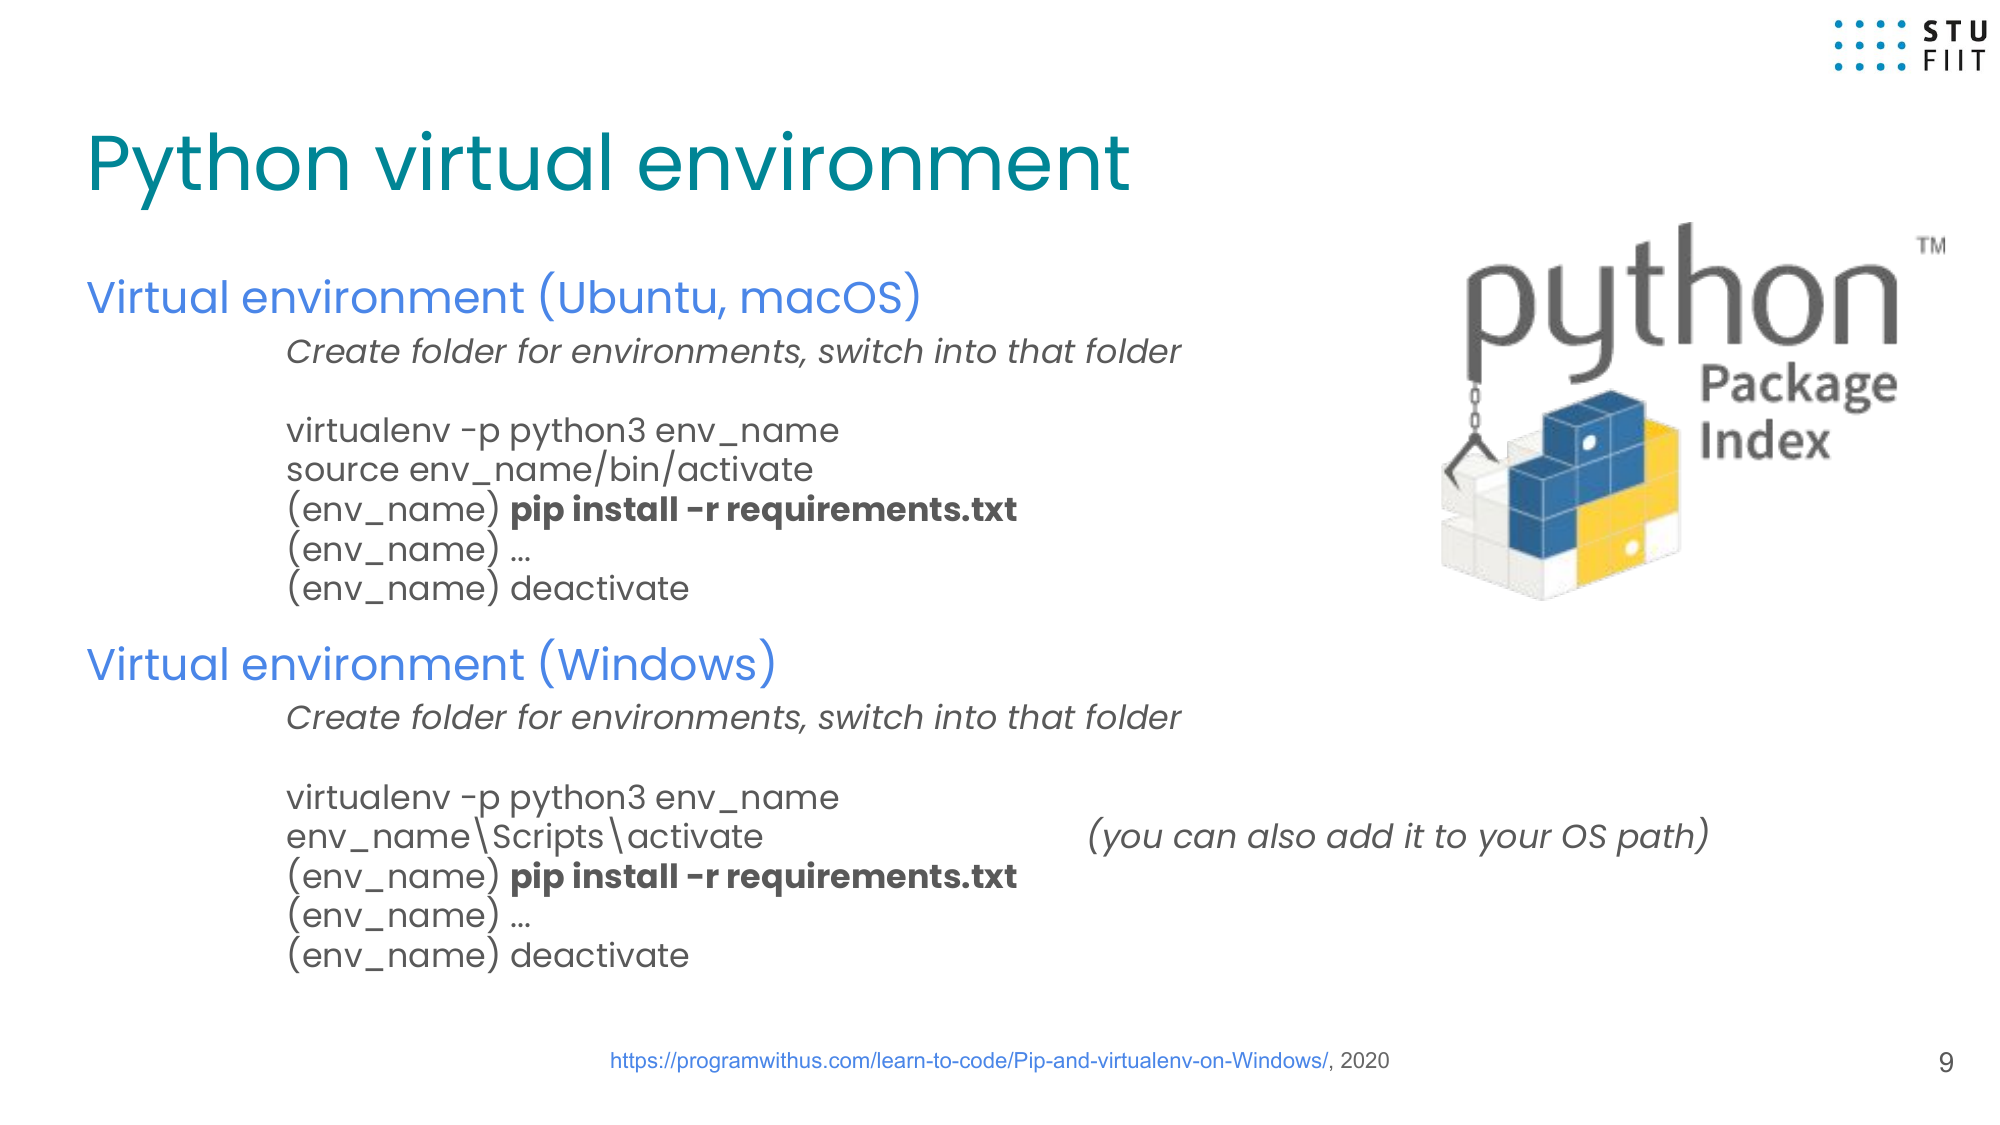 STU
FIIT
Python virtual environment
python ™
Package
Index
Virtual environment (Ubuntu, macOS)
Create folder for environments, switch into that folder
virtualenv -p python3 env_name
source env_name/bin/activate
(env_name) pip install -r requirements.txt
(env_name) ...
(env_name) deactivate
Virtual environment (Windows)
Create folder for environments, switch into that folder
virtualenv -p python3 env_name
env_name\Scripts\activate (you can also add it to your OS path)
(env_name) pip install -r requirements.txt
(env_name) ...
(env_name) deactivate
https://programwithus.com/learn-to-code/Pip-and-virtualenv-on-Windows/, 2020
9